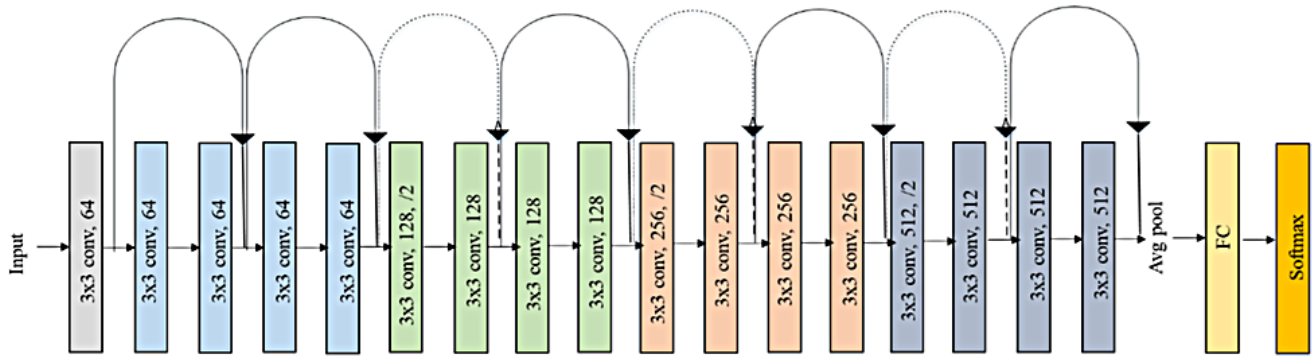 Input
3x3 conv, 64
3x3 conv, 64
3x3 conv, 64
3x3 conv, 64
3x3 conv, 64
3x3 conv, 128, /2
3x3 conv, 128
3x3 conv, 128
3x3 conv, 128
3x3 conv, 256, /2
3x3 conv, 256
3x3 conv, 256
3x3 conv, 256
3x3 conv, 512, /2
3x3 conv, 512
3x3 conv, 512
3x3 conv, 512
Avg pool
FC
Softmax